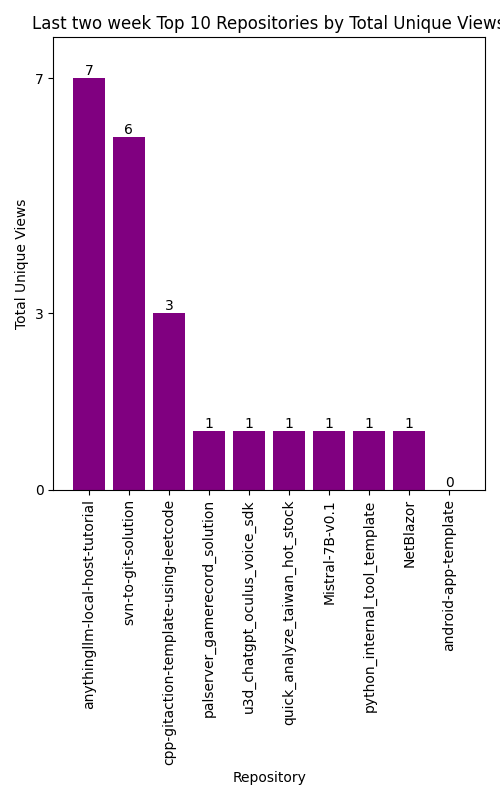 Last two week Top 10 Repositories by Total Unique Views
Total Unique Views
7
3
0
7
6
3
1
1
1
1
1
1
0
anythingllm-local-host-tutorial
svn-to-git-solution
cpp-gitaction-template-using-leetcode
palserver_gamerecord_solution
u3d_chatgpt_oculus_voice_sdk
quick_analyze_taiwan_hot_stock
Mistral-7B-v0.1
python_internal_tool_template
NetBlazor
android-app-template
Repository